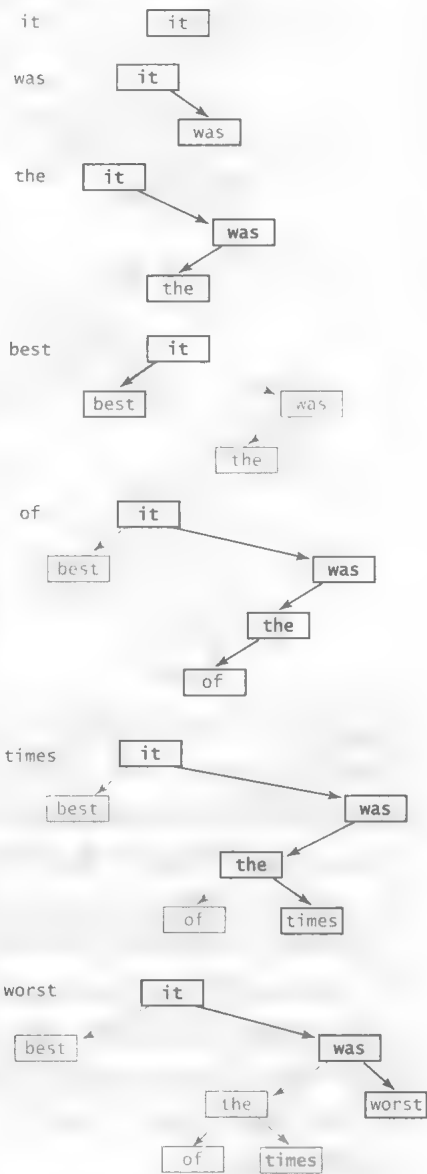 it it
was it
was
the it
was
the
best it
best was
the
of it
best was
the
of
times it
best was
the
of times
worst it
best was
the worst
of times